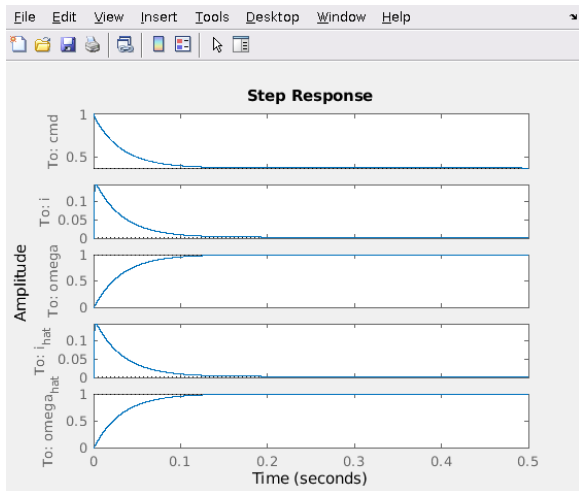 File Edit View Insert Tools Desktop Window Help
Step Response
Amplitude
To: cmd
1
0.5
To: i
0.1
0.05
0
To: omega
1
0.5
0
To: i_hat
0.1
0.05
0
To: omega_hat
1
0.5
0
0 0.1 0.2 0.3 0.4 0.5
Time (seconds)